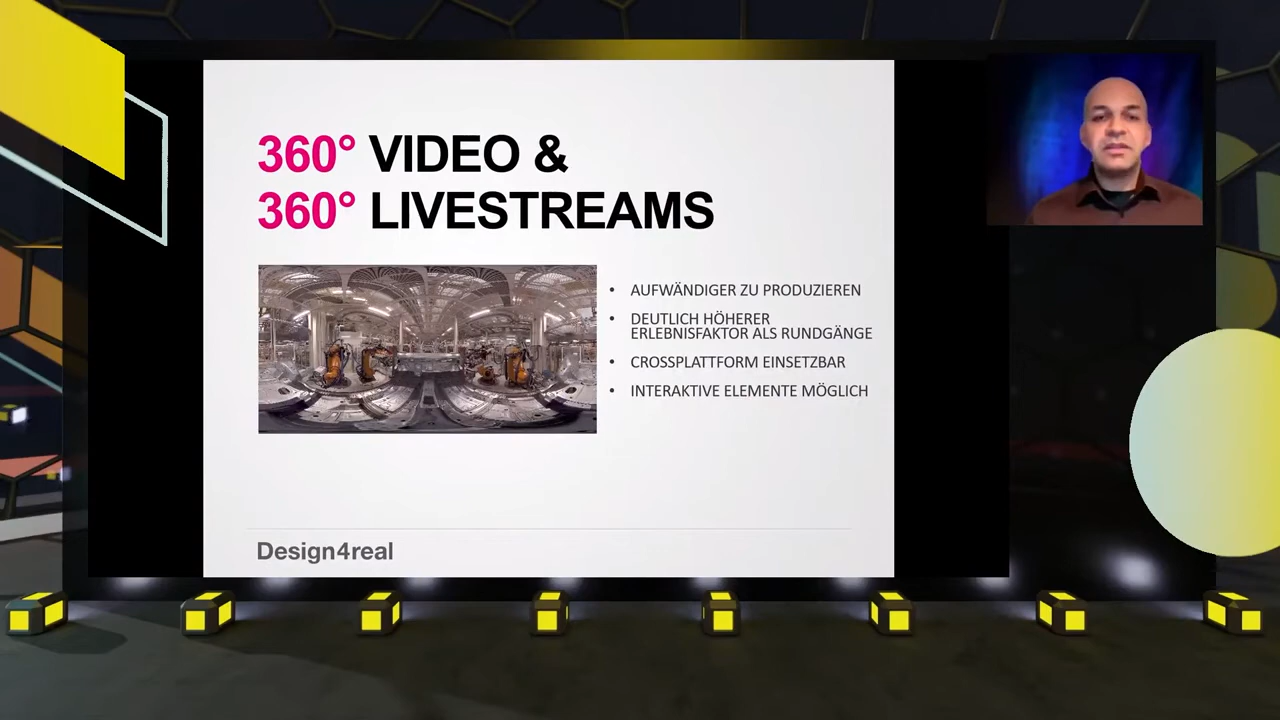 360° VIDEO &
360° LIVESTREAMS
• AUFWÄNDIGER ZU PRODUZIEREN
• DEUTLICH HÖHERER
ERLEBNISFAKTOR ALS RUNDGÄNGE
• CROSSPLATTFORM EINSETZBAR
• INTERAKTIVE ELEMENTE MÖGLICH
Design4real